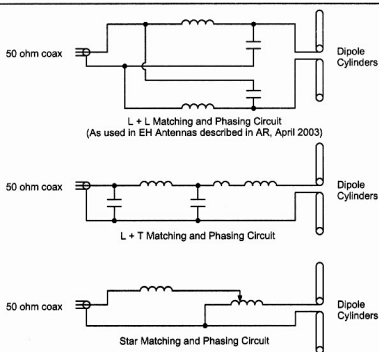 50 ohm coax
Dipole
Cylinders
L + L Matching and Phasing Circuit
(As used in EH Antennas described in AR, April 2003)
50 ohm coax
Dipole
Cylinders
L + T Matching and Phasing Circuit
50 ohm coax
Dipole
Cylinders
Star Matching and Phasing Circuit